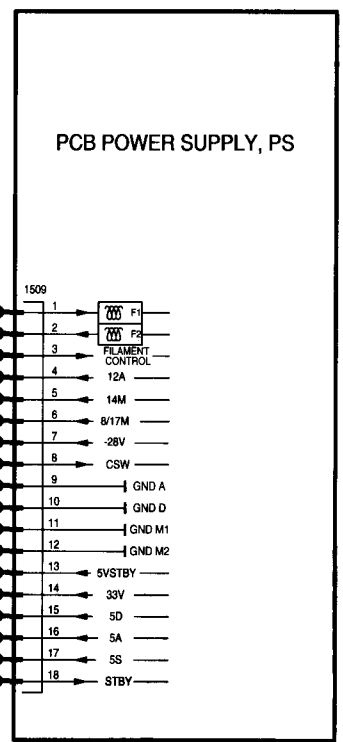 PCB POWER SUPPLY, PS
1509
1 F1
2 F2
3 FILAMENT
CONTROL
4 12A
5 14M
6 8/17M
7 -28V
8 CSW
9 GND A
10 GND D
11 GND M1
12 GND M2
13 5VSTBY
14 33V
15 5D
16 5A
17 5S
18 STBY